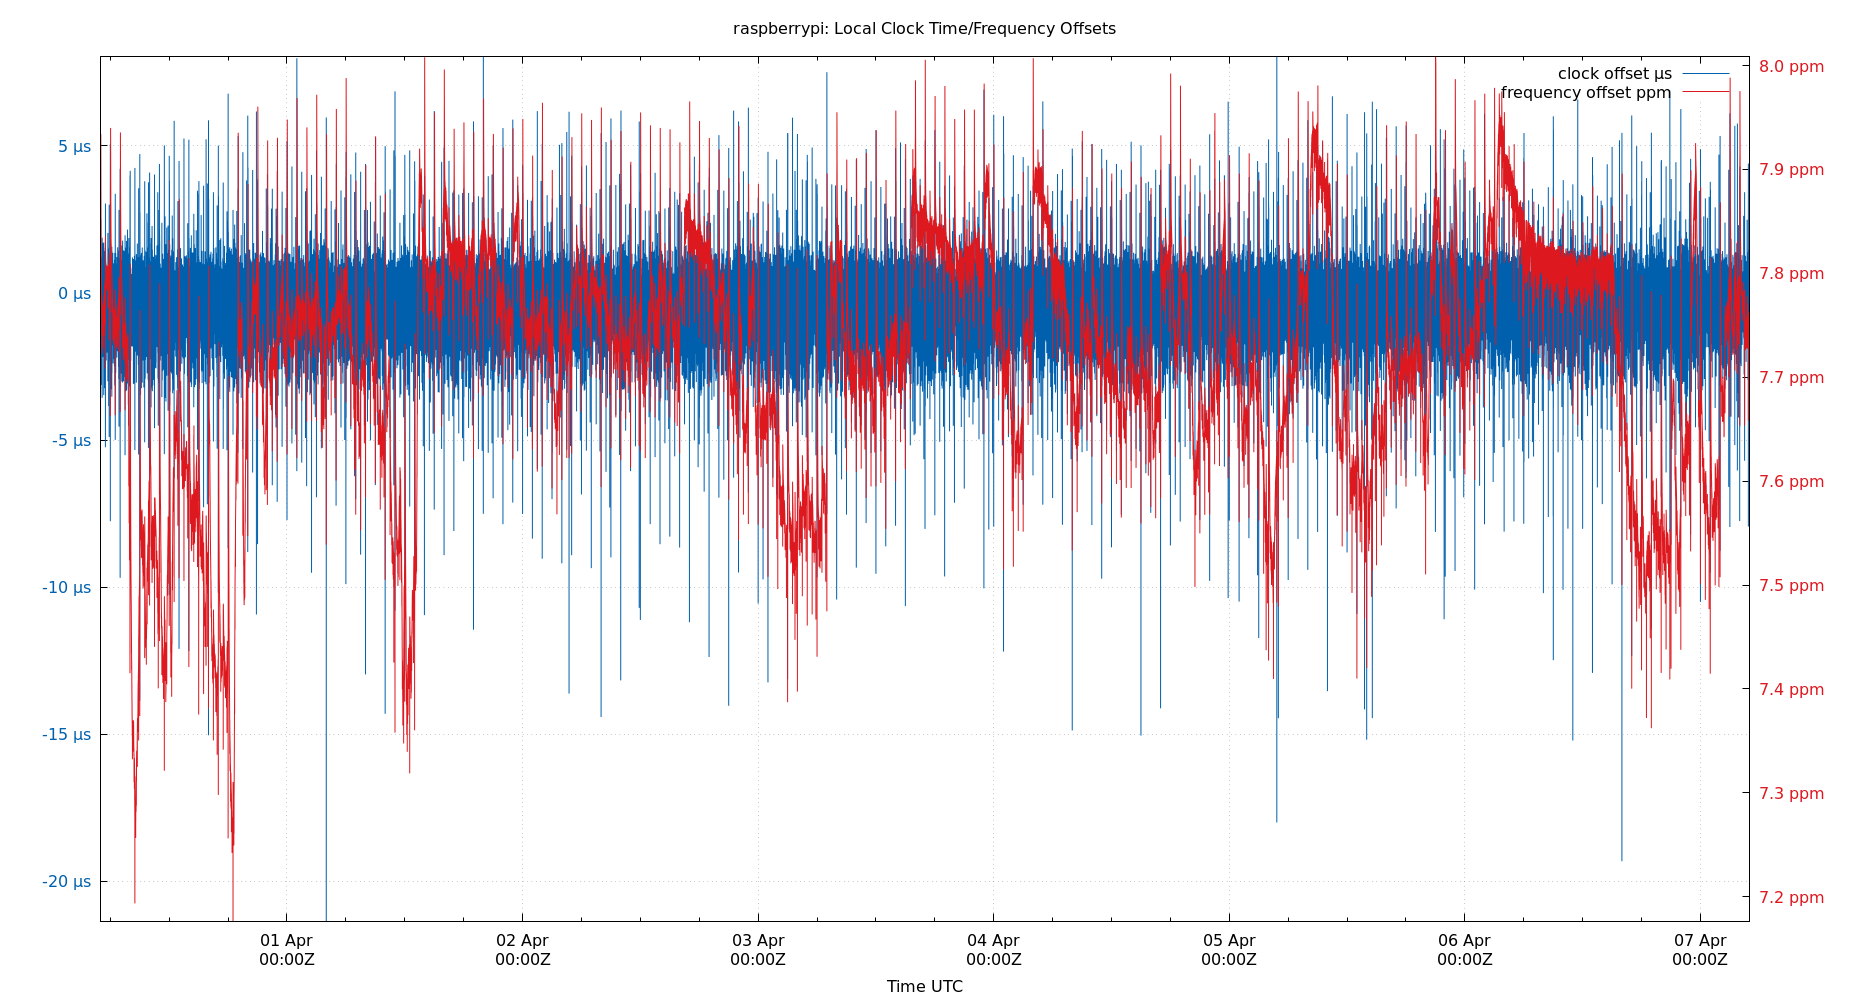 raspberrypi: Local Clock Time/Frequency Offsets
clock offset µs
frequency offset ppm
5 µs
0 µs
-5 µs
-10 µs
-15 µs
-20 µs
8.0 ppm
7.9 ppm
7.8 ppm
7.7 ppm
7.6 ppm
7.5 ppm
7.4 ppm
7.3 ppm
7.2 ppm
01 Apr 02 Apr 03 Apr 04 Apr 05 Apr 06 Apr 07 Apr
00:00Z 00:00Z 00:00Z 00:00Z 00:00Z 00:00Z 00:00Z
Time UTC